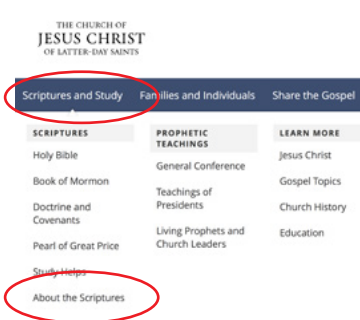 THE CHURCH OF
JESUS CHRIST
OF LATTER-DAY SAINTS
Scriptures and Study Families and Individuals Share the Gospel
SCRIPTURES
Holy Bible
Book of Mormon
Doctrine and
Covenants
Pearl of Great Price
Study Helps
About the Scriptures
PROPHETIC
TEACHINGS
General Conference
Teachings of
Presidents
Living Prophets and
Church Leaders
LEARN MORE
Jesus Christ
Gospel Topics
Church History
Education